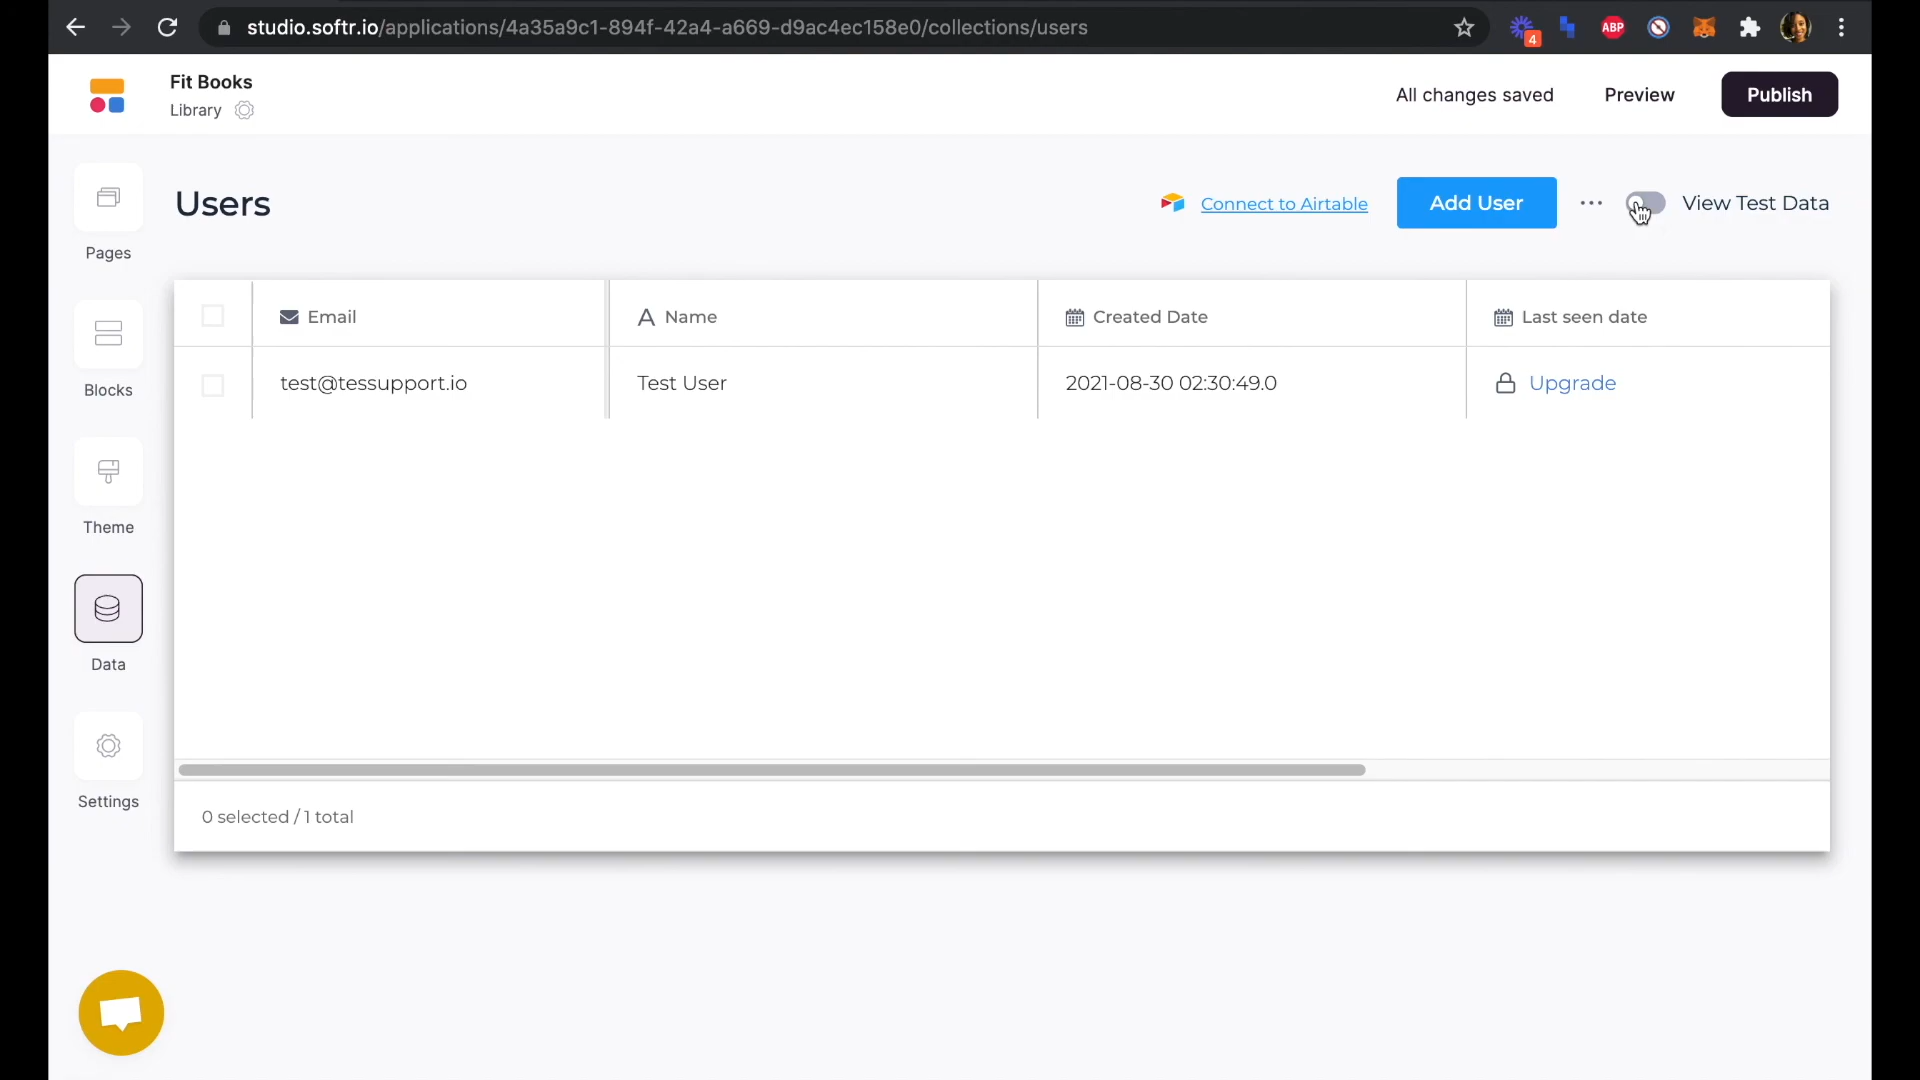 studio.softr.io/applications/4a35a9c1-894f-42a4-a669-d9ac4ec158e0/collections/users
4
ABP
Fit Books
Library
All changes saved
Preview
Publish
Users
Connect to Airtable
Add User
View Test Data
Pages
Blocks
Theme
Data
Settings
Email
Name
Created Date
Last seen date
test@tessupport.io
Test User
2021-08-30 02:30:49.0
Upgrade
0 selected / 1 total